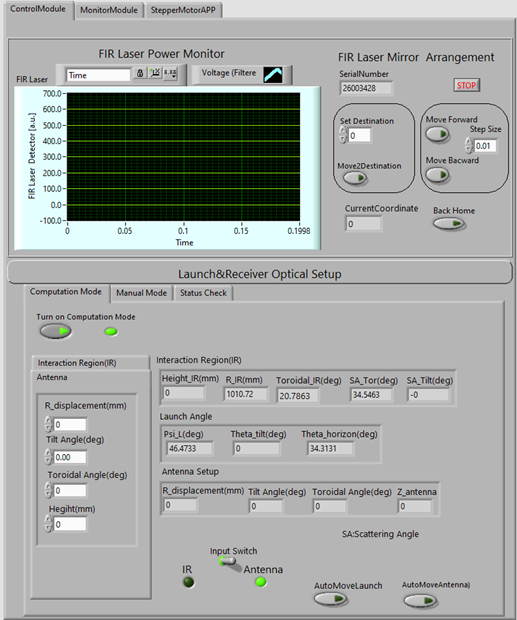 ControlModule MonitorModule StepperMotorAPP
FIR Laser Power Monitor
FIR Laser Time Voltage (Filtere
700.0
600.0
500.0
400.0
300.0
200.0
100.0
0.0
-100.0
FIR Laser Detector [a.u.]
0 0.05 0.1 0.15 0.1998
Time
FIR Laser Mirror Arrangement
SerialNumber
26003428
STOP
Set Destination
0
Move2Destination
Move Forward
Step Size
0.01
Move Bacward
CurrentCoordinate
0
Back Home
Launch&Receiver Optical Setup
Computation Mode Manual Mode Status Check
Turn on Computation Mode
Interaction Region(IR)
Antenna
R_displacement(mm)
0
Tilt Angle(deg)
0.00
Toroidal Angle(deg)
0
Hegiht(mm)
0
Interaction Region(IR)
Height_IR(mm) R_IR(mm) Toroidal_IR(deg) SA_Tor(deg) SA_Tilt(deg)
0 1010.72 20.7863 34.5463 -0
Launch Angle
Psi_L(deg) Theta_tilt(deg) Theta_horizon(deg)
46.4733 0 34.3131
Antenna Setup
R_displacement(mm) Tilt Angle(deg) Toroidal Angle(deg) Z_antenna
0 0 0 0
SA:Scattering Angle
Input Switch
IR Antenna
AutoMoveLaunch AutoMoveAntenna)